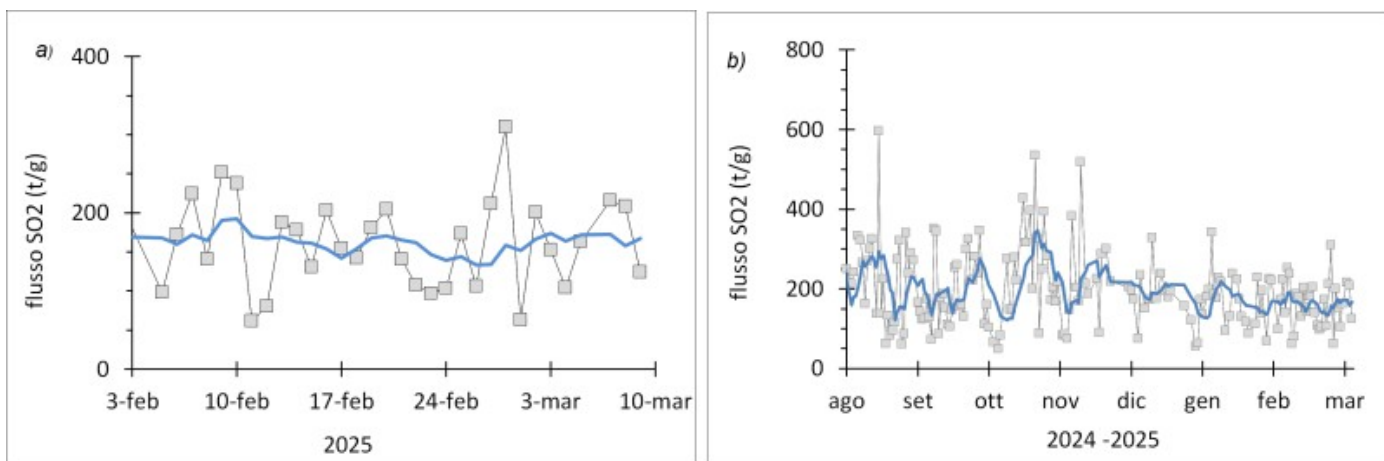 a)
400
200
0
flusso SO2 (t/g)
3-feb 10-feb 17-feb 24-feb 3-mar 10-mar
2025
b)
800
600
400
200
0
flusso SO2 (t/g)
ago set ott nov dic gen feb mar
2024 -2025